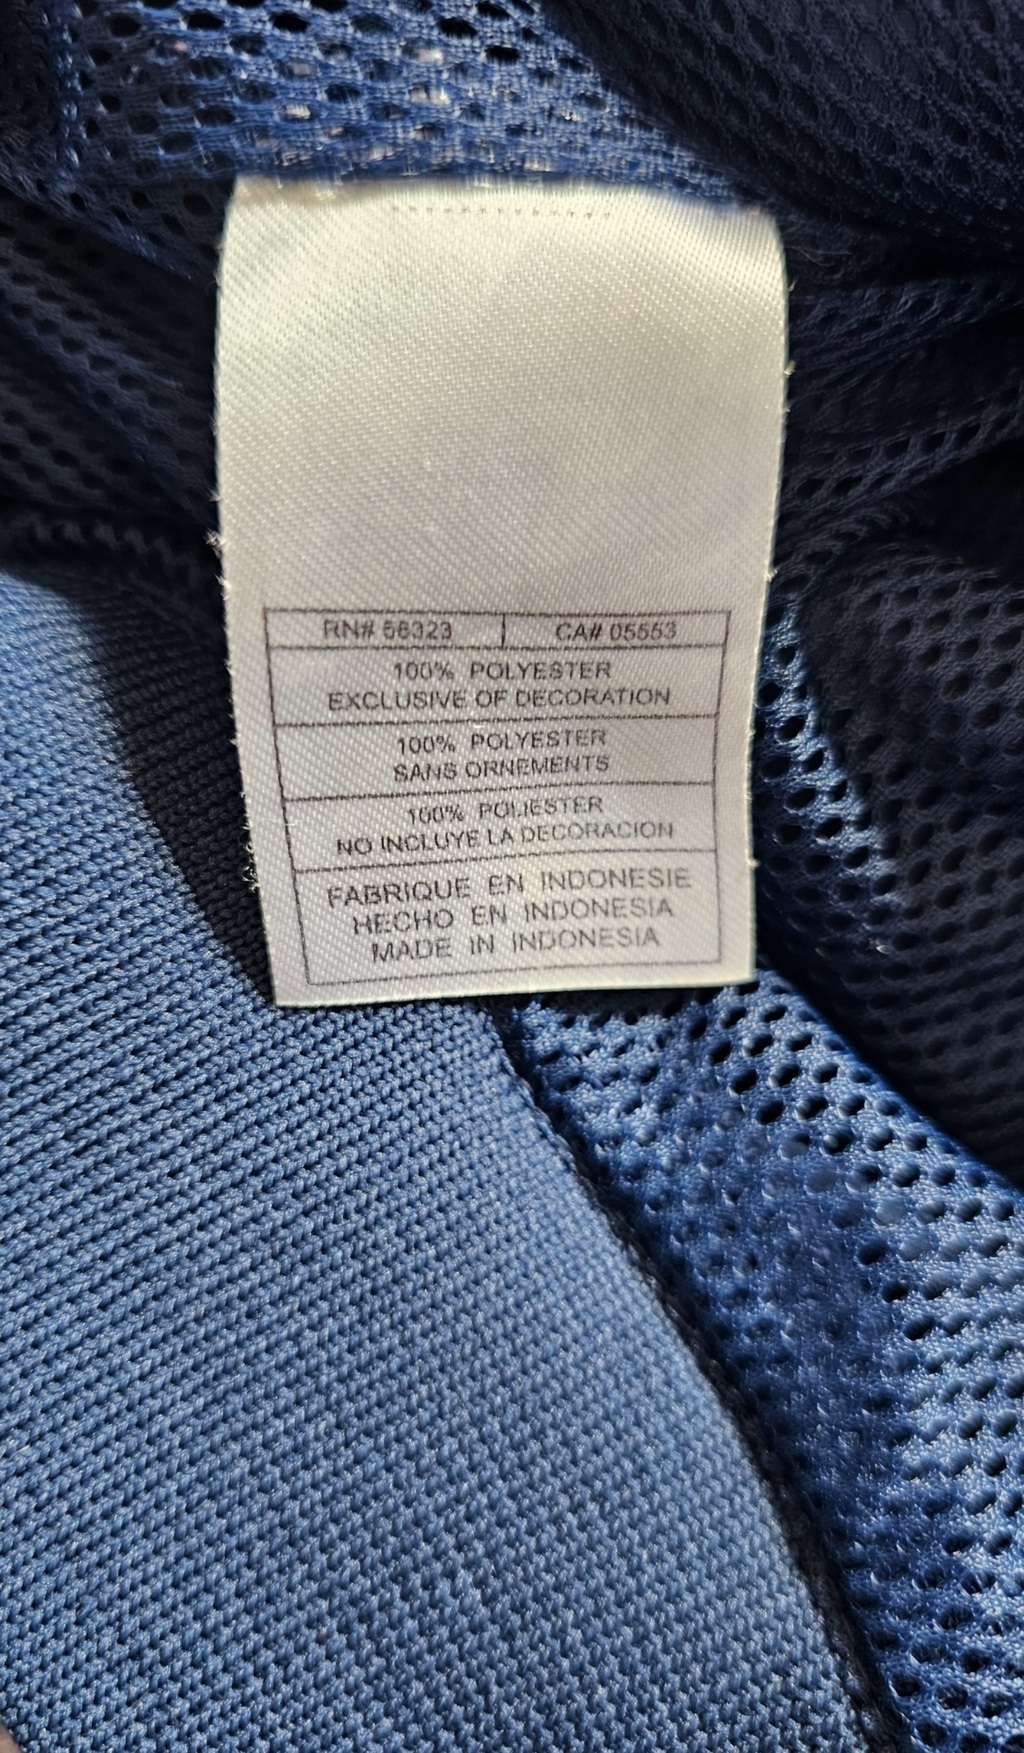 RN# 56323 CA# 05553
100% POLYESTER
EXCLUSIVE OF DECORATION
100% POLYESTER
SANS ORNEMENTS
100% POLIESTER
NO INCLUYE LA DECORACION
FABRIQUE EN INDONESIE
HECHO EN INDONESIA
MADE IN INDONESIA